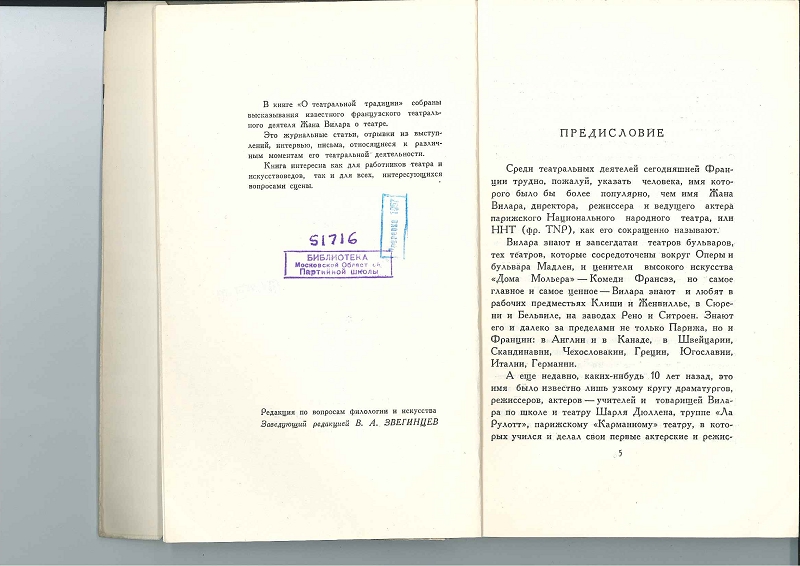 В книге «О театральной традиции» собраны
высказывания известного французского театраль-
ного деятеля Жана Вилара о театре.
Это журнальные статьи, отрывки из выступ-
лений, интервью, письма, относящиеся к различ-
ным моментам его театральной деятельности.
Книга интересна как для работников театра и
искусствоведов, так и для всех, интересующихся
вопросами сцены.
51716
БИБЛИОТЕКА
Московской Областн.
Партийной школы
1957
Редакция по вопросам филологии и искусства
Заведующий редакцией В. А. ЗВЕГИНЦЕВ
ПРЕДИСЛОВИЕ
Среди театральных деятелей сегодняшней Фран-
ции трудно, пожалуй, указать человека, имя кото-
рого было бы более популярно, чем имя Жана
Вилара, директора, режиссера и ведущего актера
парижского Национального народного театра, или
ННТ (фр. TNP), как его сокращенно называют.
Вилара знают и завсегдатаи театров бульваров,
тех театров, которые сосредоточены вокруг Оперы и
бульвара Мадлен, и ценители высокого искусства
«Дома Мольера» — Комеди Франсэз, но самое
главное и самое ценное — Вилара знают и любят в
рабочих предместьях Клиши и Женвиллье, в Сюре-
ни и Бельвиле, на заводах Рено и Ситроен. Знают
его и далеко за пределами не только Парижа, но и
Франции: в Англии и в Канаде, в Швейцарии,
Скандинавии, Чехословакии, Греции, Югославии,
Италии, Германии.
А еще недавно, каких-нибудь 10 лет назад, это
имя было известно лишь узкому кругу драматургов,
режиссеров, актеров — учителей и товарищей Вила-
ра по школе и театру Шарля Дюллена, труппе «Ла
Рулотт», парижскому «Карманному» театру, в кото-
рых учился и делал свои первые актерские и режис-
5